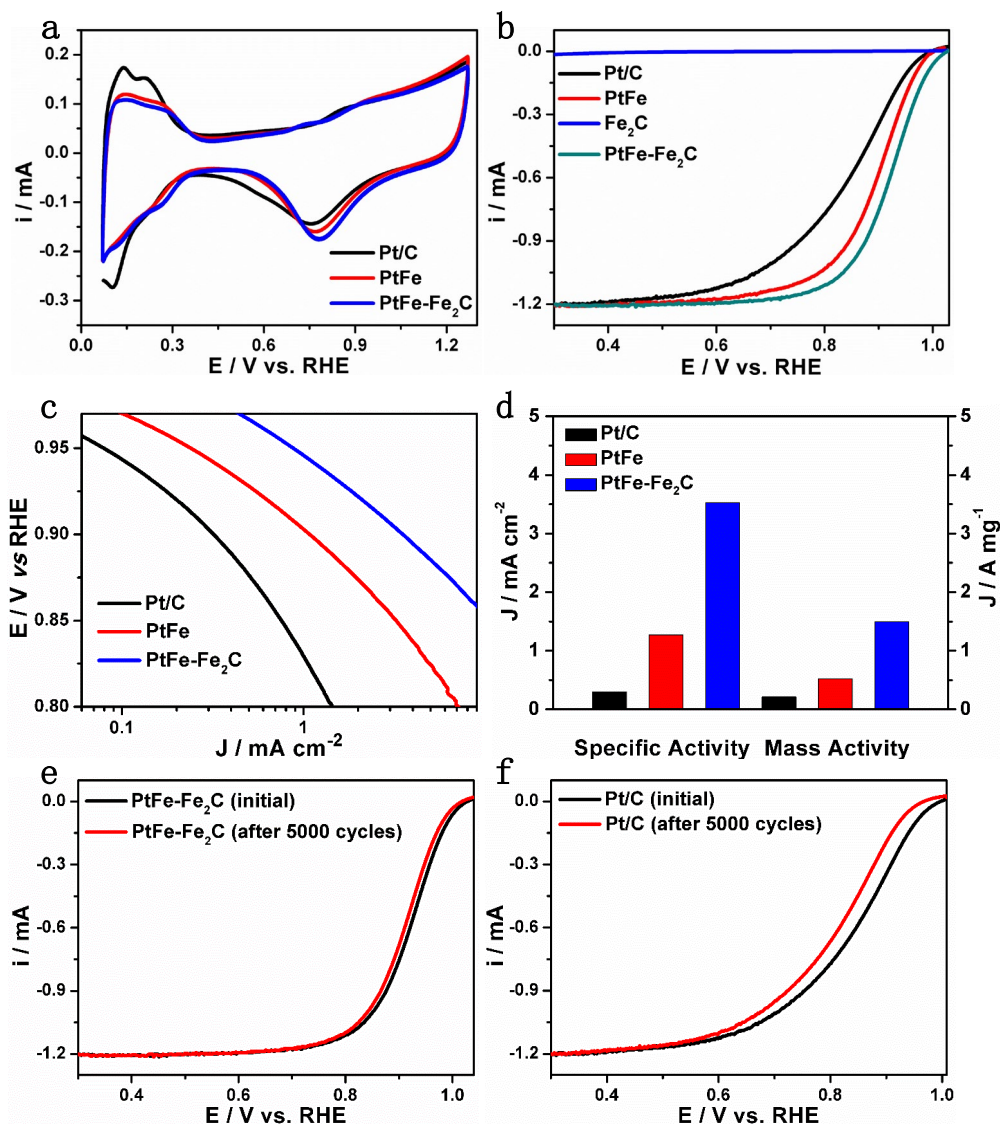 a
0.2
0.1
0.0
-0.1
-0.2
-0.3
i / mA
Pt/C
PtFe
PtFe-Fe₂C
0.0 0.3 0.6 0.9 1.2
E / V vs. RHE
b
0.0
-0.3
-0.6
-0.9
-1.2
i / mA
Pt/C
PtFe
Fe₂C
PtFe-Fe₂C
0.4 0.6 0.8 1.0
E / V vs. RHE
c
0.95
0.90
0.85
0.80
E / V vs RHE
Pt/C
PtFe
PtFe-Fe₂C
0.1 1
J / mA cm⁻²
d
5
4
3
2
1
0
J / mA cm⁻²
Pt/C
PtFe
PtFe-Fe₂C
5
4
3
2
1
0
J / A mg⁻¹
Specific Activity Mass Activity
e
0.0
-0.3
-0.6
-0.9
-1.2
i / mA
PtFe-Fe₂C (initial)
PtFe-Fe₂C (after 5000 cycles)
0.4 0.6 0.8 1.0
E / V vs. RHE
f
0.0
-0.3
-0.6
-0.9
-1.2
i / mA
Pt/C (initial)
Pt/C (after 5000 cycles)
0.4 0.6 0.8 1.0
E / V vs. RHE